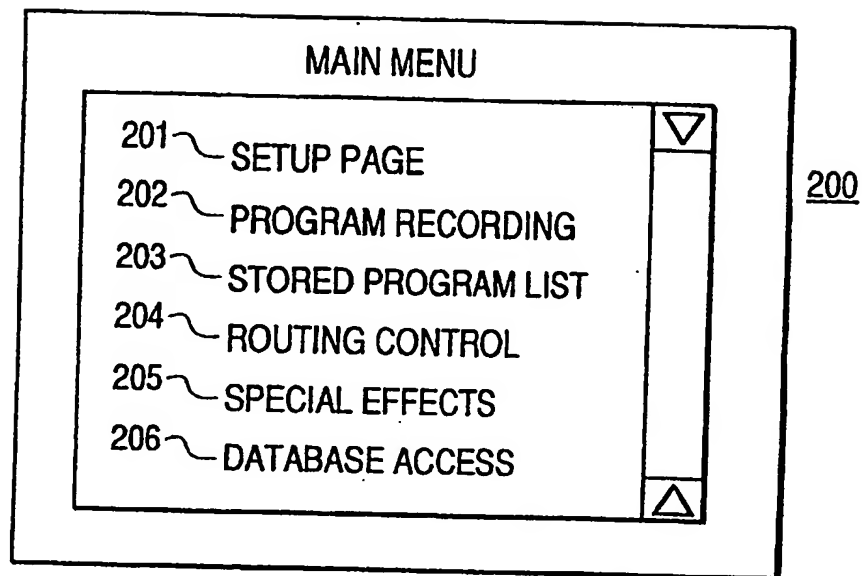 MAIN MENU
201 SETUP PAGE
202 PROGRAM RECORDING
203 STORED PROGRAM LIST
204 ROUTING CONTROL
205 SPECIAL EFFECTS
206 DATABASE ACCESS
200